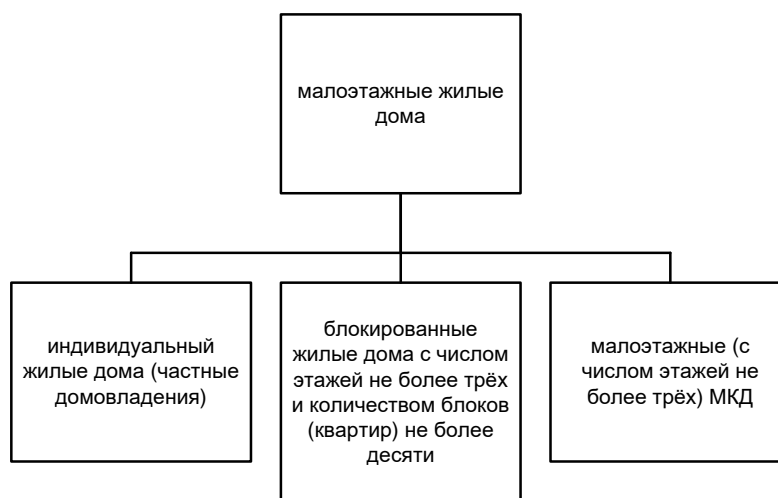 малоэтажные жилые
дома
индивидуальный
жилые дома (частные
домовладения)
блокированные
жилые дома с числом
этажей не более трёх
и количеством блоков
(квартир) не более
десяти
малоэтажные (с
числом этажей не
более трёх) МКД